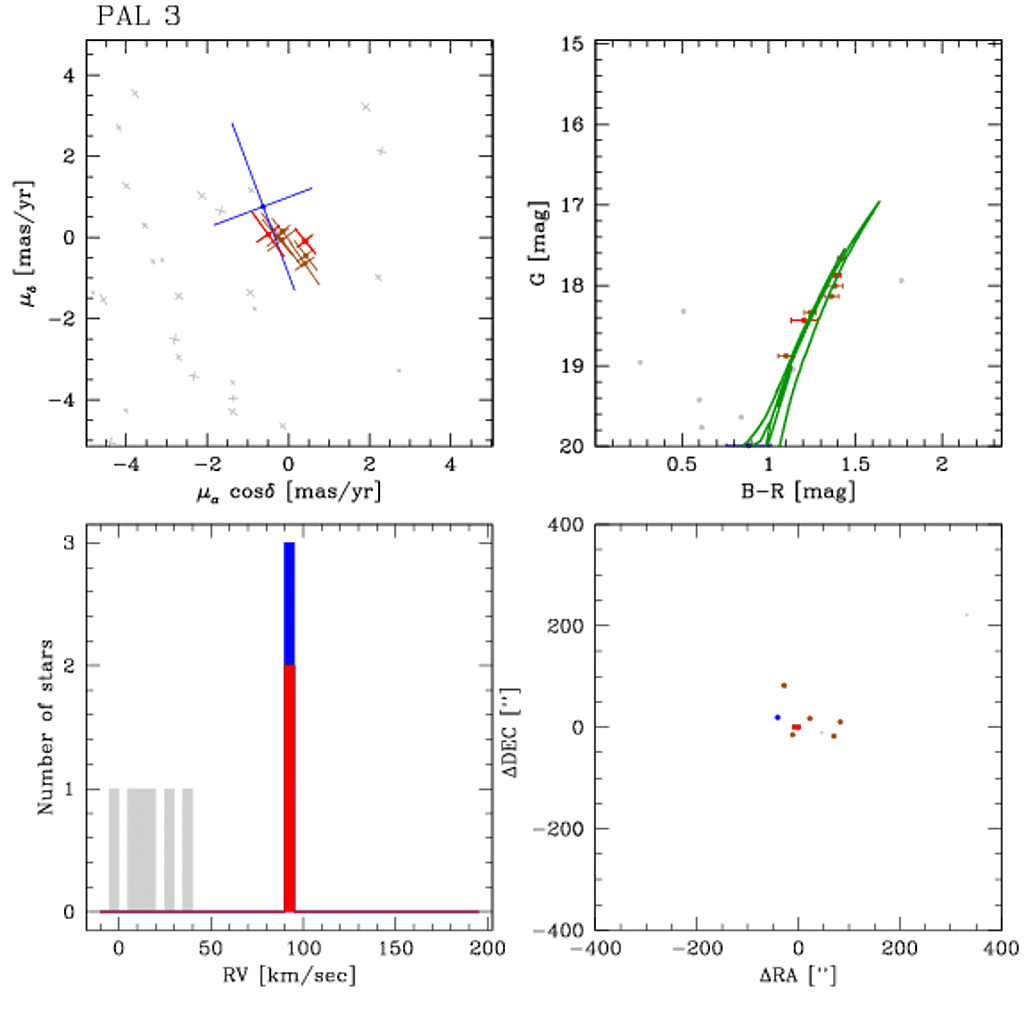 PAL 3
4
2
0
−2
−4
μδ [mas/yr]
−4 −2 0 2 4
μα cosδ [mas/yr]
15
16
17
18
19
20
G [mag]
0.5 1 1.5 2
B−R [mag]
3
2
1
0
Number of stars
0 50 100 150 200
RV [km/sec]
400
200
0
−200
−400
ΔDEC [″]
−400 −200 0 200 400
ΔRA [″]